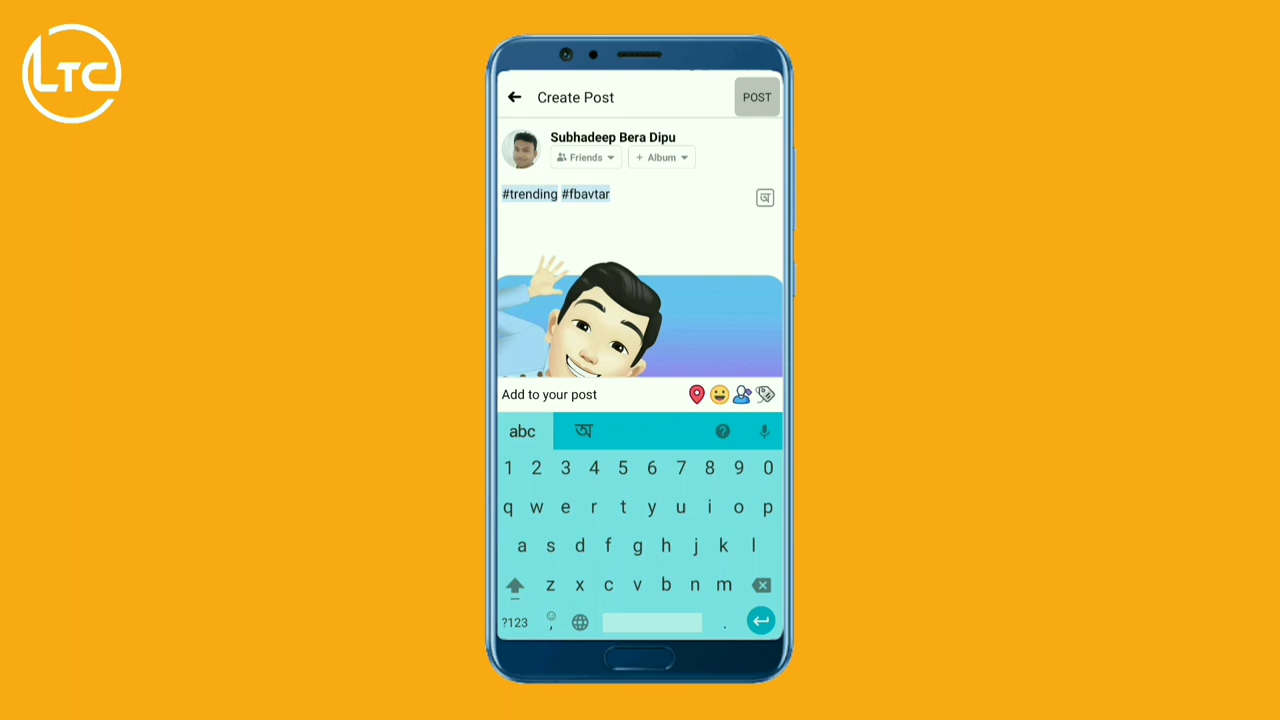 LTC
Create Post
POST
Subhadeep Bera Dipu
Friends
+ Album
#trending #fbavtar
অ
Add to your post
abc
অ
?
1 2 3 4 5 6 7 8 9 0
q w e r t y u i o p
a s d f g h j k l
z x c v b n m
?123 , .